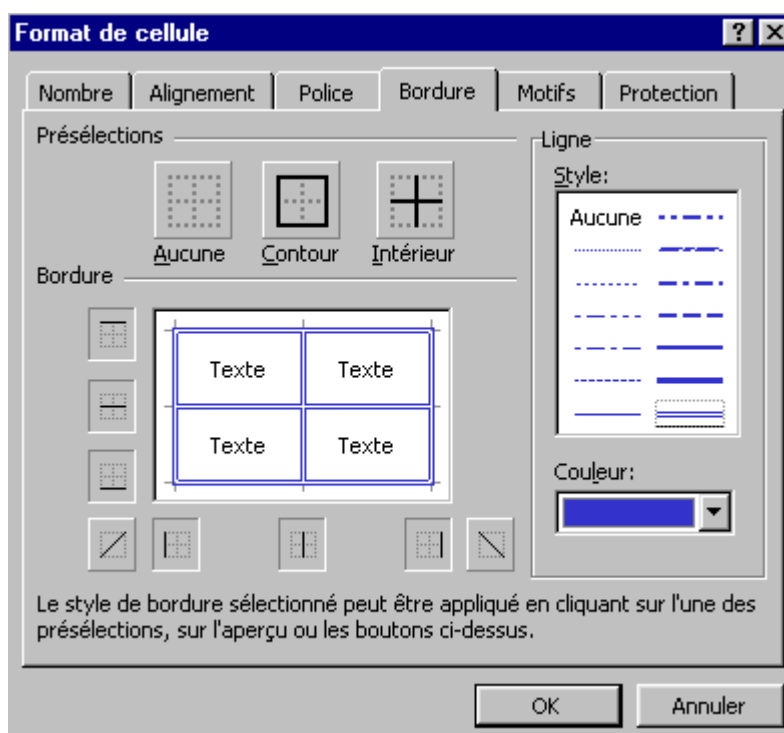 Format de cellule
Nombre Alignement Police Bordure Motifs Protection
Présélections
Aucune Contour Intérieur
Bordure
Texte Texte
Texte Texte
Ligne
Style:
Aucune
Couleur:
Le style de bordure sélectionné peut être appliqué en cliquant sur l'une des
présélections, sur l'aperçu ou les boutons ci-dessus.
OK Annuler